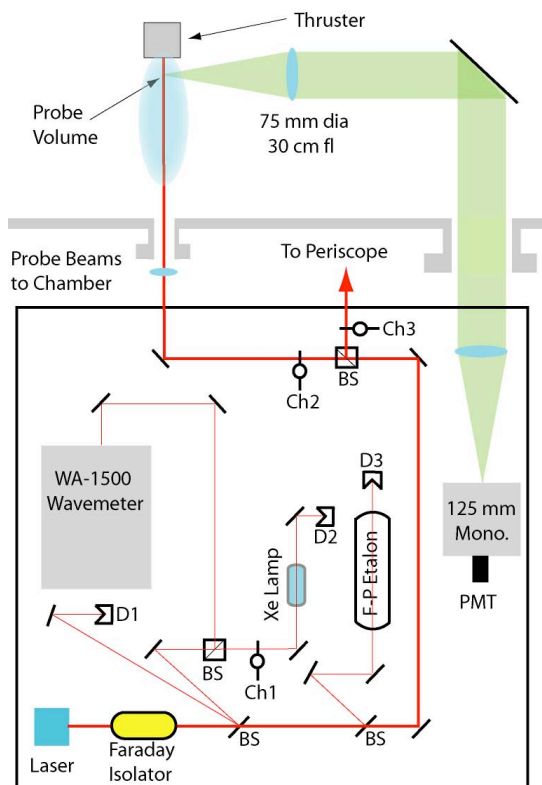 Thruster
Probe
Volume
75 mm dia
30 cm fl
Probe Beams
to Chamber
To Periscope
Ch3
BS
Ch2
WA-1500
Wavemeter
D3
D2
125 mm
Mono.
Xe Lamp
F-P Etalon
PMT
D1
BS
Ch1
BS
BS
Laser
Faraday
Isolator